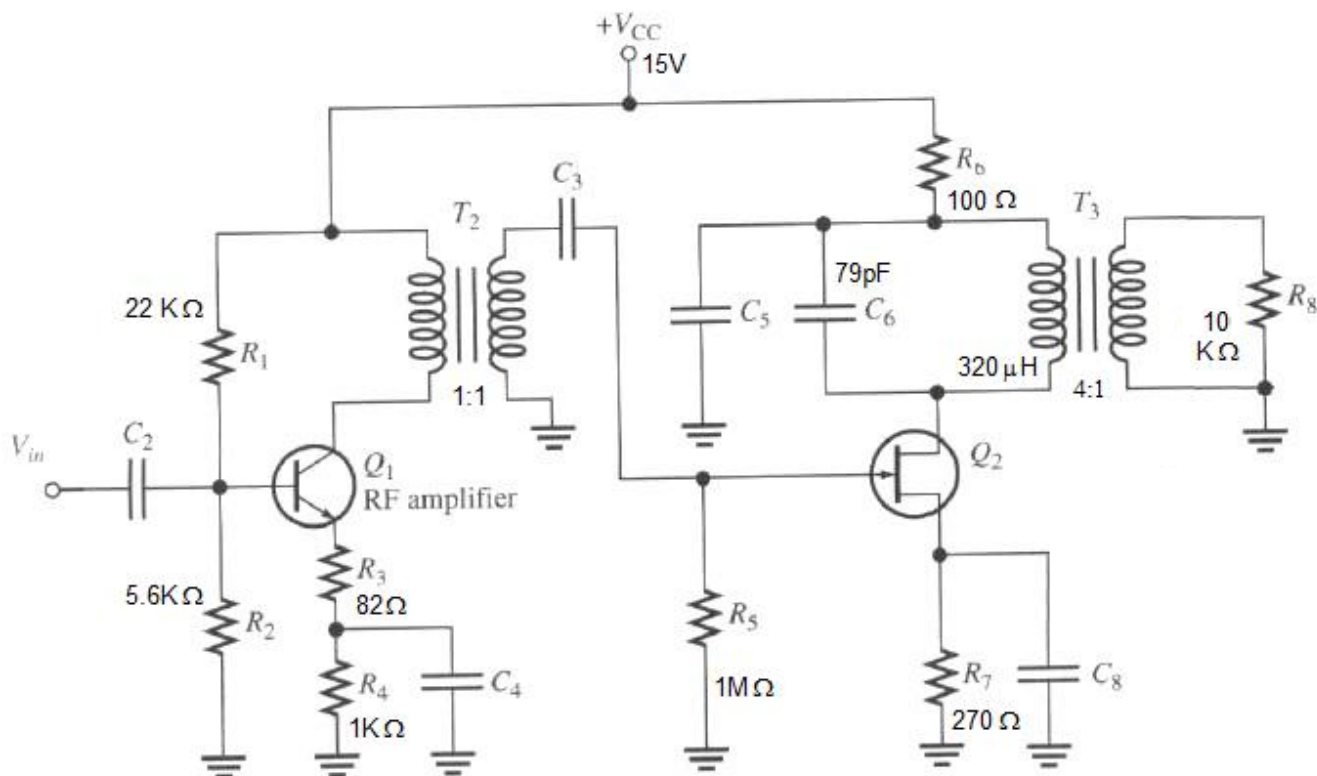 +V_CC
15V
C_3
R_6
100 Ω
T_2
T_3
22 KΩ
R_1
1:1
79pF
C_5
C_6
320 μH
4:1
10
KΩ
R_8
V_in
C_2
Q_1
RF amplifier
Q_2
5.6KΩ
R_2
R_3
82Ω
R_4
1KΩ
C_4
R_5
1MΩ
R_7
270 Ω
C_8